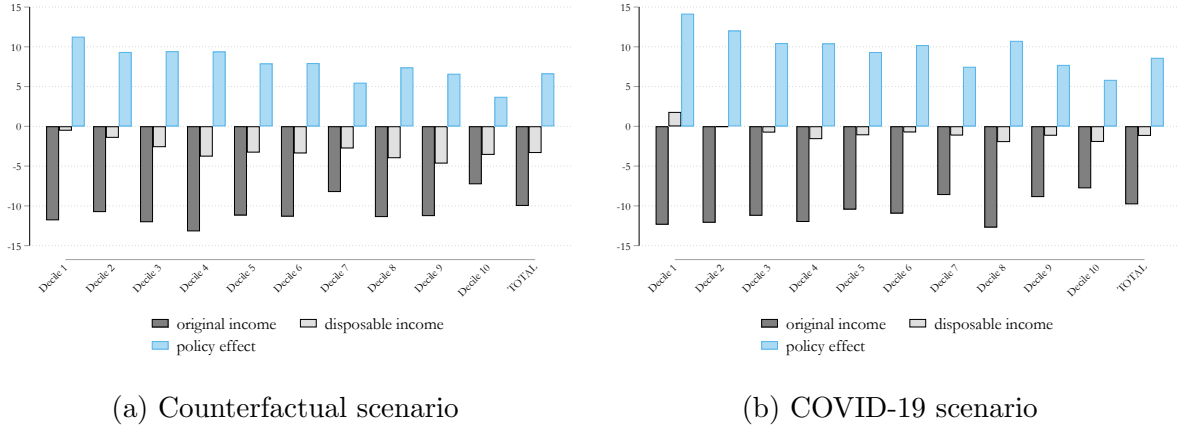 15
10
5
0
-5
-10
-15
Decile 1
Decile 2
Decile 3
Decile 4
Decile 5
Decile 6
Decile 7
Decile 8
Decile 9
Decile 10
TOTAL
original income
disposable income
policy effect
(a) Counterfactual scenario
15
10
5
0
-5
-10
-15
Decile 1
Decile 2
Decile 3
Decile 4
Decile 5
Decile 6
Decile 7
Decile 8
Decile 9
Decile 10
TOTAL
original income
disposable income
policy effect
(b) COVID-19 scenario